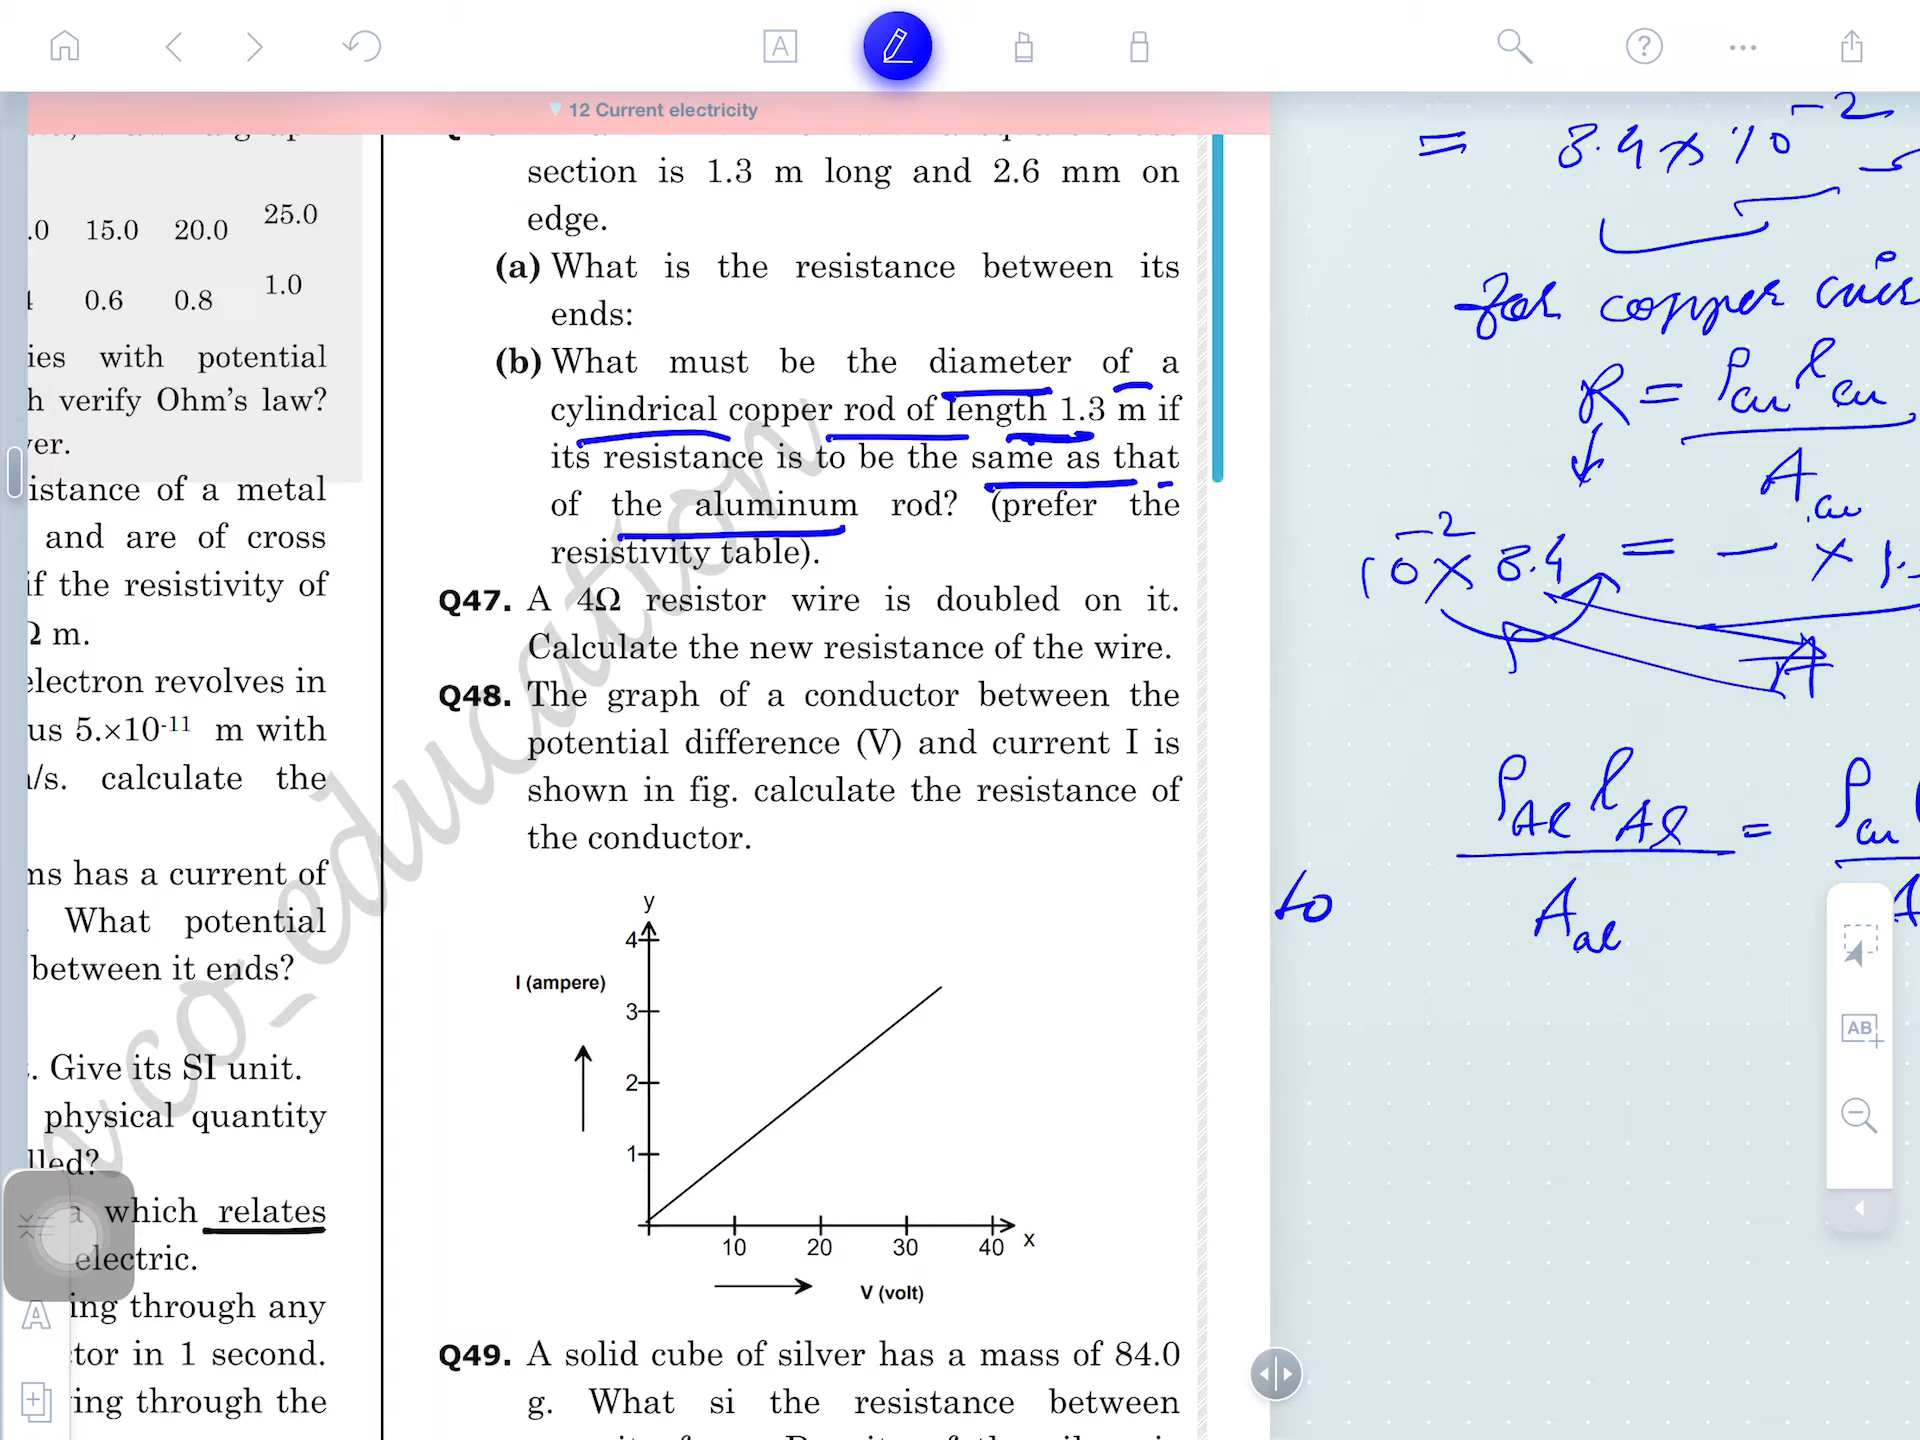 12 Current electricity
.0 15.0 20.0 25.0
0.6 0.8 1.0
ies with potential
h verify Ohm's law?
ver.
istance of a metal
and are of cross
if the resistivity of
Ω m.
electron revolves in
us 5.×10-11 m with
/s. calculate the
ms has a current of
. What potential
between it ends?
. Give its SI unit.
physical quantity
lled?
a which relates
electric.
ing through any
tor in 1 second.
ing through the
section is 1.3 m long and 2.6 mm on
edge.
(a) What is the resistance between its
ends:
(b) What must be the diameter of a
cylindrical copper rod of length 1.3 m if
its resistance is to be the same as that
of the aluminum rod? (prefer the
resistivity table).
Q47. A 4Ω resistor wire is doubled on it.
Calculate the new resistance of the wire.
Q48. The graph of a conductor between the
potential difference (V) and current I is
shown in fig. calculate the resistance of
the conductor.
y
4
I (ampere)
3
2
1
10 20 30 40 x
V (volt)
Q49. A solid cube of silver has a mass of 84.0
g. What si the resistance between
co_education
= 8.4 × 10 -2
for copper
R = ρcu lcu
Acu
10 -2 × 8.4 = - × 1.
A
ρAl lAl = ρcu
to Aal A